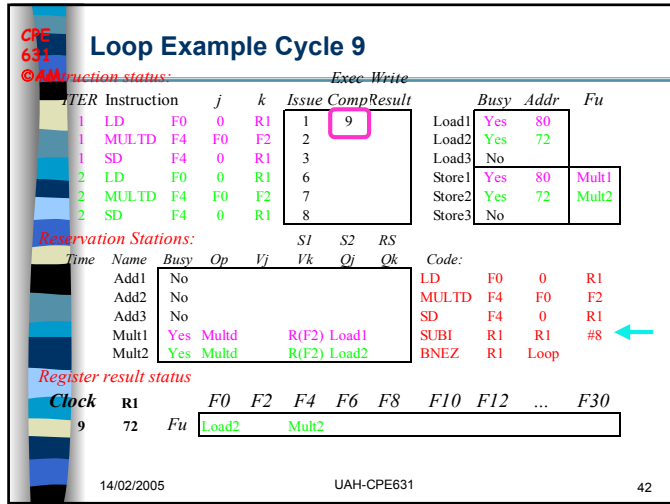 CPE
631
©AM
Loop Example Cycle 9
Instruction status: Exec Write
ITER Instruction j k Issue Comp Result Busy Addr Fu
1 LD F0 0 R1 1 9 Load1 Yes 80
1 MULTD F4 F0 F2 2 Load2 Yes 72
1 SD F4 0 R1 3 Load3 No
2 LD F0 0 R1 6 Store1 Yes 80 Mult1
2 MULTD F4 F0 F2 7 Store2 Yes 72 Mult2
2 SD F4 0 R1 8 Store3 No
Reservation Stations: S1 S2 RS
Time Name Busy Op Vj Vk Qj Qk Code:
Add1 No LD F0 0 R1
Add2 No MULTD F4 F0 F2
Add3 No SD F4 0 R1
Mult1 Yes Multd R(F2) Load1 SUBI R1 R1 #8
Mult2 Yes Multd R(F2) Load2 BNEZ R1 Loop
Register result status
Clock R1 F0 F2 F4 F6 F8 F10 F12 ... F30
9 72 Fu Load2 Mult2
14/02/2005 UAH-CPE631 42